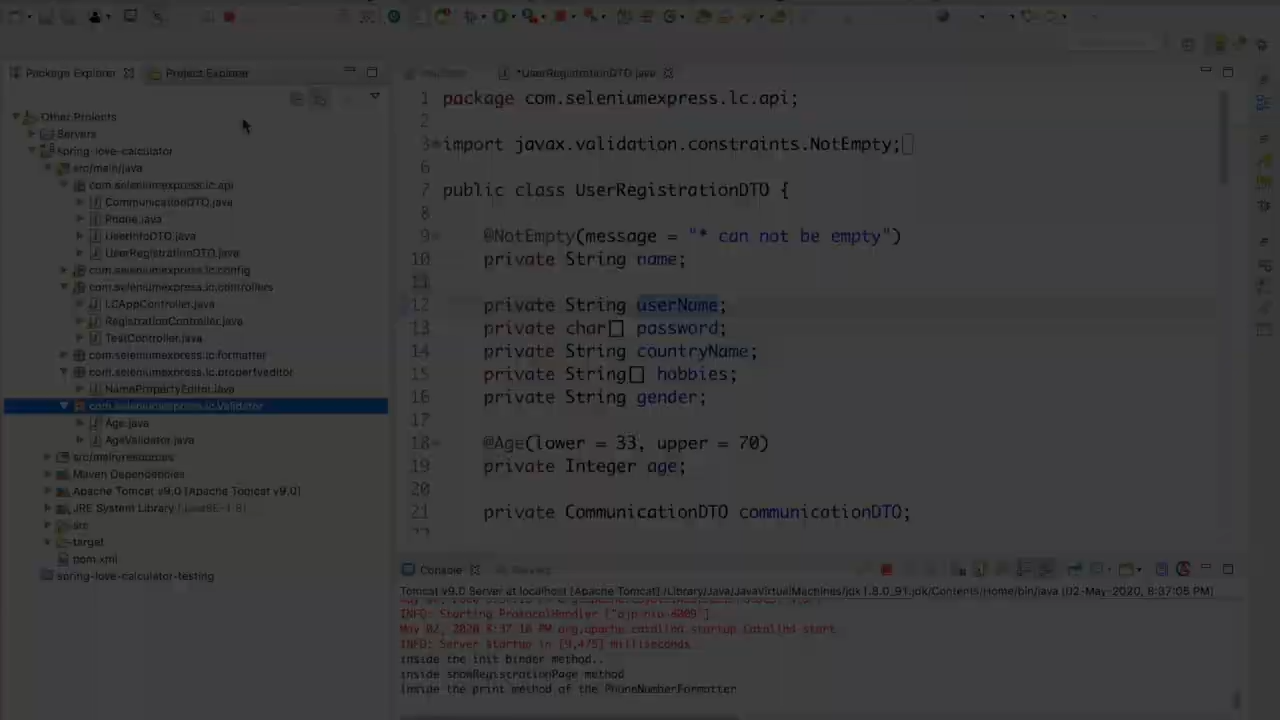 Package Explorer
Project Explorer
*UserRegistrationDTO.java
Other Projects
Servers
spring-love-calculator
src/main/java
com.seleniumexpress.lc.api
CommunicationDTO.java
Phone.java
UserInfoDTO.java
UserRegistrationDTO.java
com.seleniumexpress.lc.config
com.seleniumexpress.lc.controllers
LCAppController.java
RegistrationController.java
TestController.java
com.seleniumexpress.lc.formatter
com.seleniumexpress.lc.propertyeditor
NamePropertyEditor.java
com.seleniumexpress.lc.Validator
Age.java
AgeValidator.java
src/main/resources
Maven Dependencies
Apache Tomcat v9.0 [Apache Tomcat v9.0]
JRE System Library [JavaSE-1.8]
src
target
pom.xml
spring-love-calculator-testing
1 package com.seleniumexpress.lc.api;
2
3 import javax.validation.constraints.NotEmpty;
6
7 public class UserRegistrationDTO {
8
9 @NotEmpty(message = "* can not be empty")
10 private String name;
11
12 private String userName;
13 private char[] password;
14 private String countryName;
15 private String[] hobbies;
16 private String gender;
17
18 @Age(lower = 33, upper = 70)
19 private Integer age;
20
21 private CommunicationDTO communicationDTO;
Console
Tomcat v9.0 Server at localhost [Apache Tomcat] /Library/Java/JavaVirtualMachines/jdk1.8.0_91.jdk/Contents/Home/bin/java (02-May-2020, 8:37:05 PM)
INFO: Starting ProtocolHandler ["ajp-nio-8009"]
May 02, 2020 8:37:16 PM org.apache.catalina.startup.Catalina start
INFO: Server startup in [9,475] milliseconds
inside the init binder method..
inside showRegistrationPage method
Inside the print method of the PhoneNumberFormatter